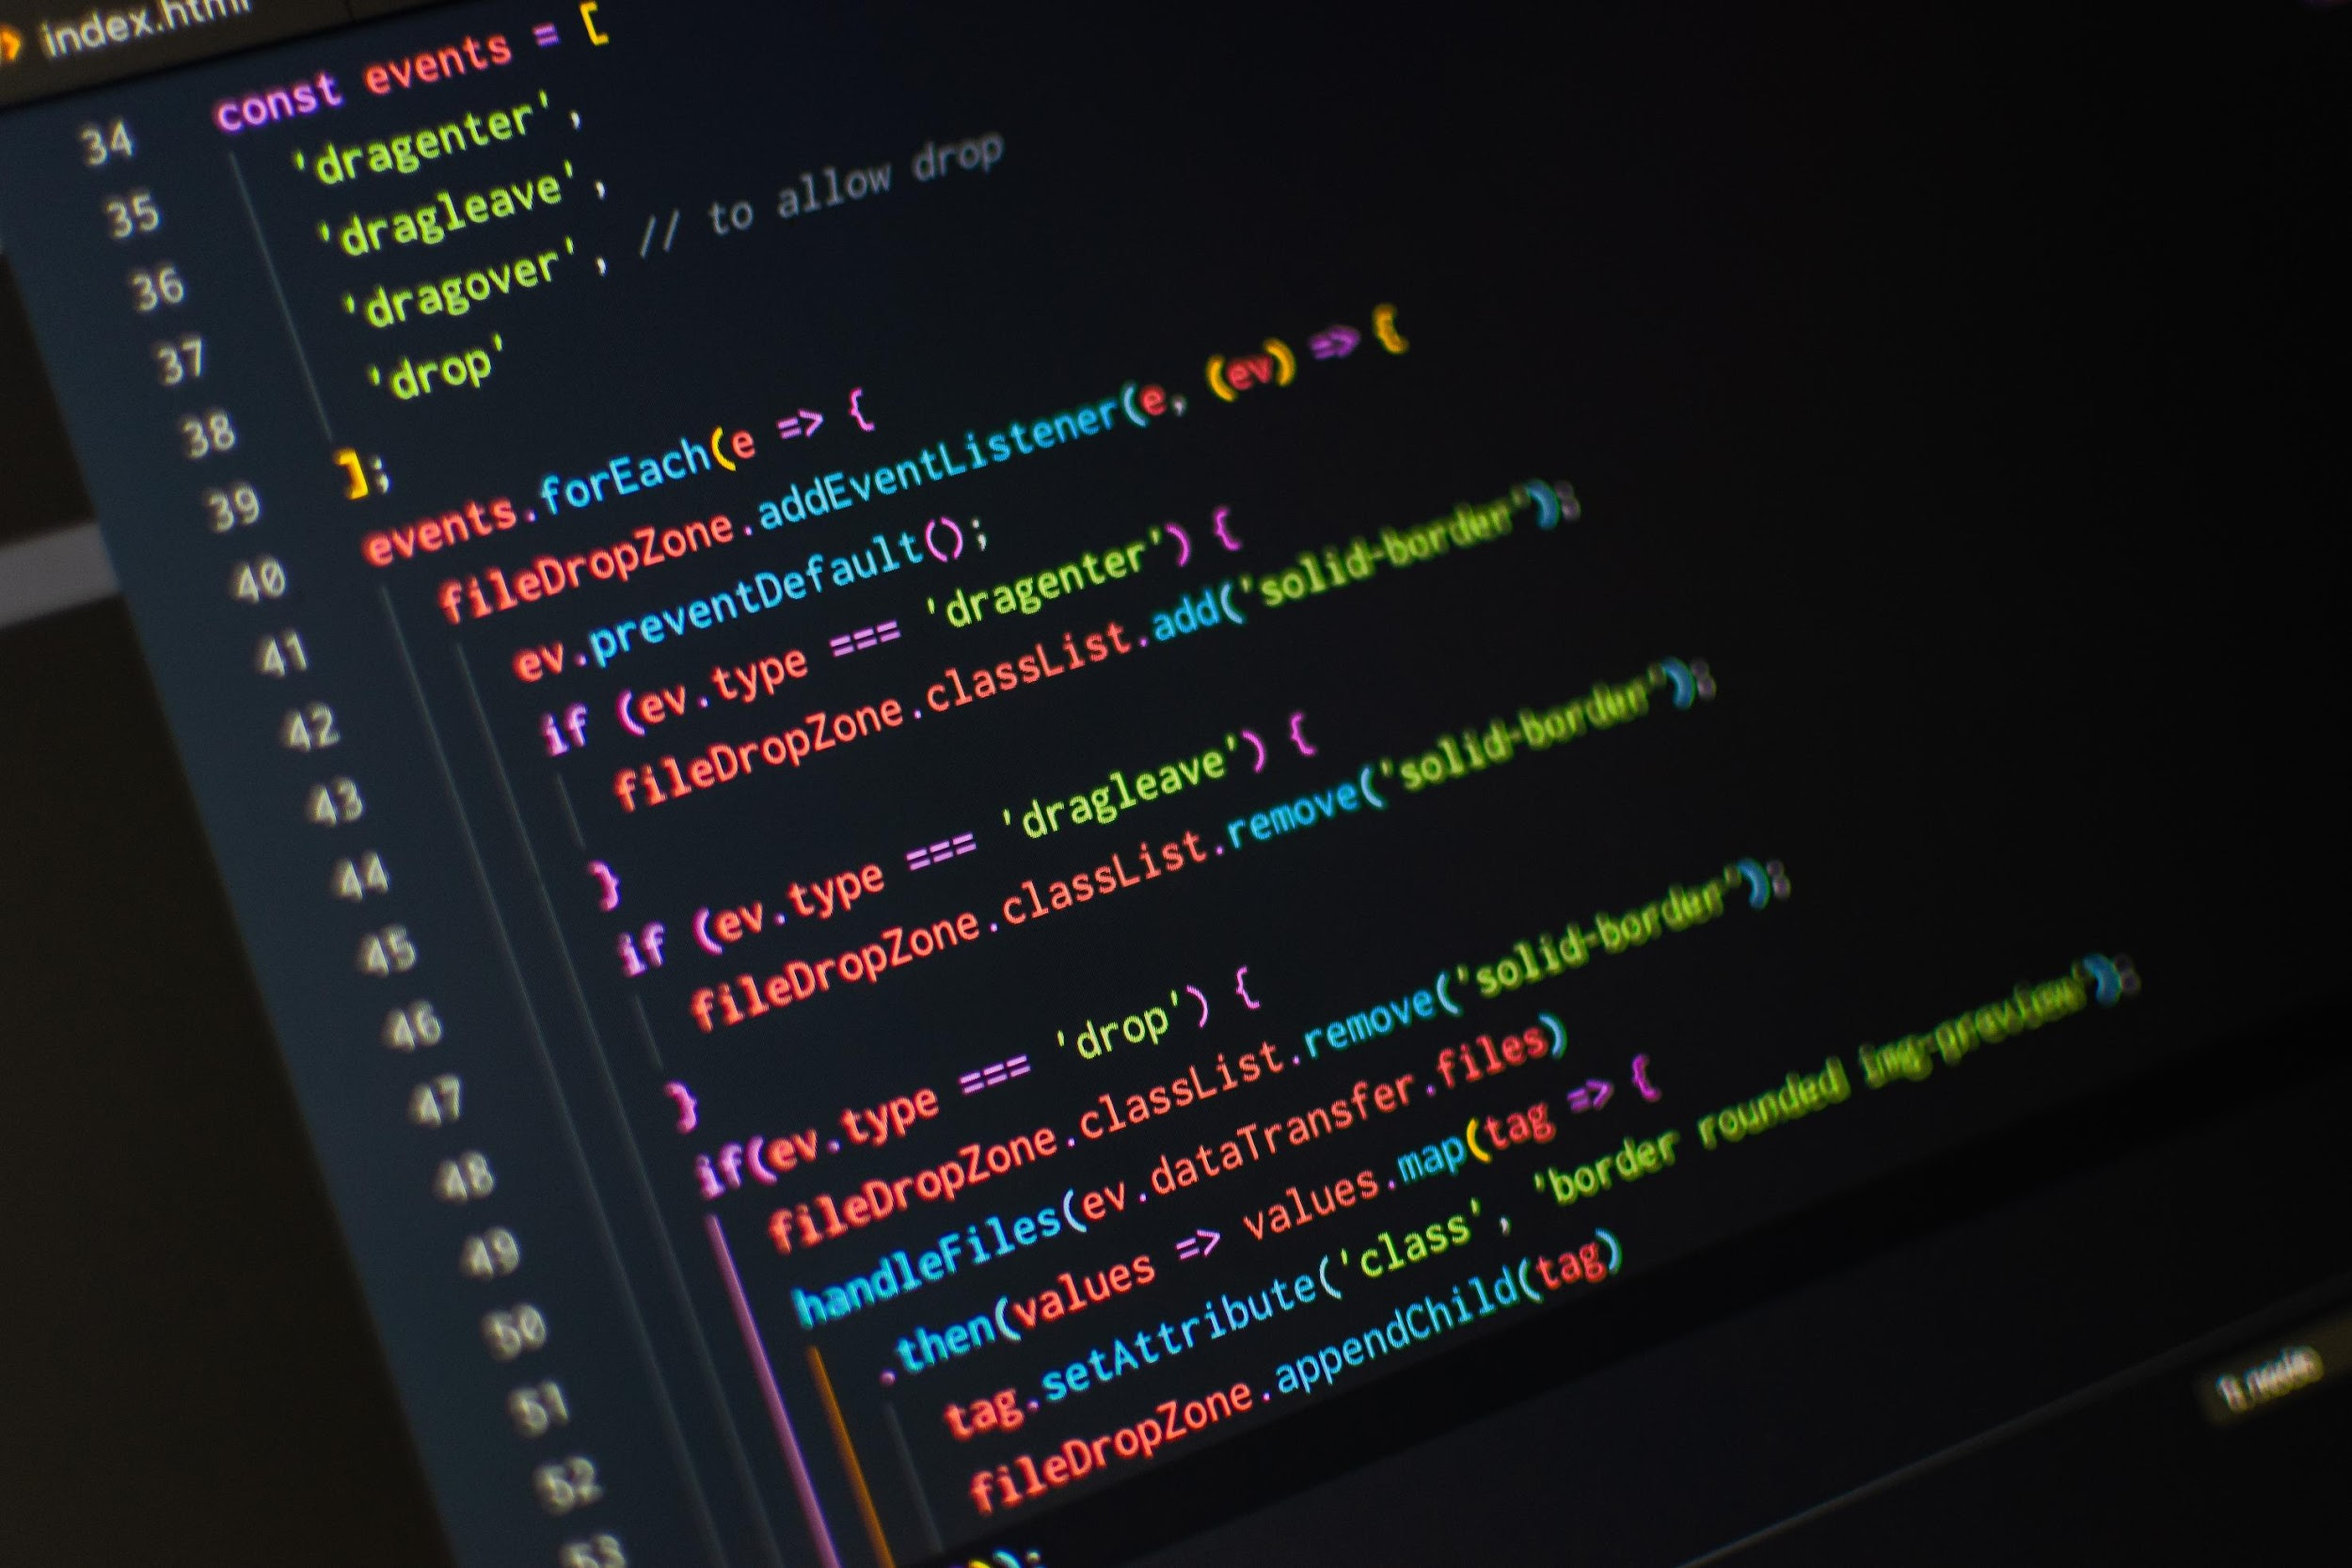 index.html
const events = [
34 'dragenter',
35 'dragleave',
36 'dragover', // to allow drop
37 'drop'
38 ];
39 events.forEach(e => {
40 fileDropZone.addEventListener(e, (ev) => {
41 ev.preventDefault();
42 if (ev.type === 'dragenter') {
43 fileDropZone.classList.add('solid-border');
44 }
45 if (ev.type === 'dragleave') {
46 fileDropZone.classList.remove('solid-border');
47 }
48 if(ev.type === 'drop') {
49 fileDropZone.classList.remove('solid-border');
50 handleFiles(ev.dataTransfer.files)
51 .then(values => values.map(tag => {
52 tag.setAttribute('class', 'border rounded img-preview');
53 fileDropZone.appendChild(tag)
);